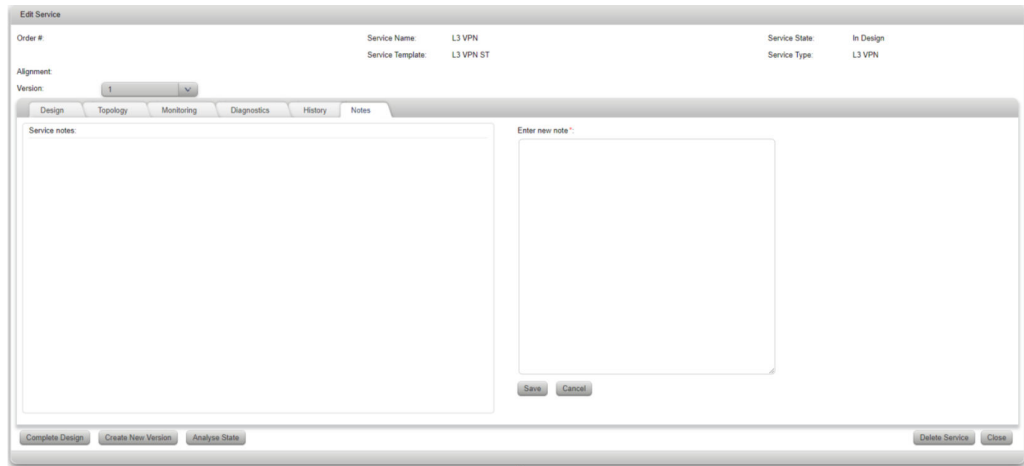 Edit Service
Order #: Service Name: L3 VPN Service State: In Design
Service Template: L3 VPN ST Service Type: L3 VPN
Alignment:
Version: 1
Design Topology Monitoring Diagnostics History Notes
Service notes: Enter new note*:
Save Cancel
Complete Design Create New Version Analyse State Delete Service Close